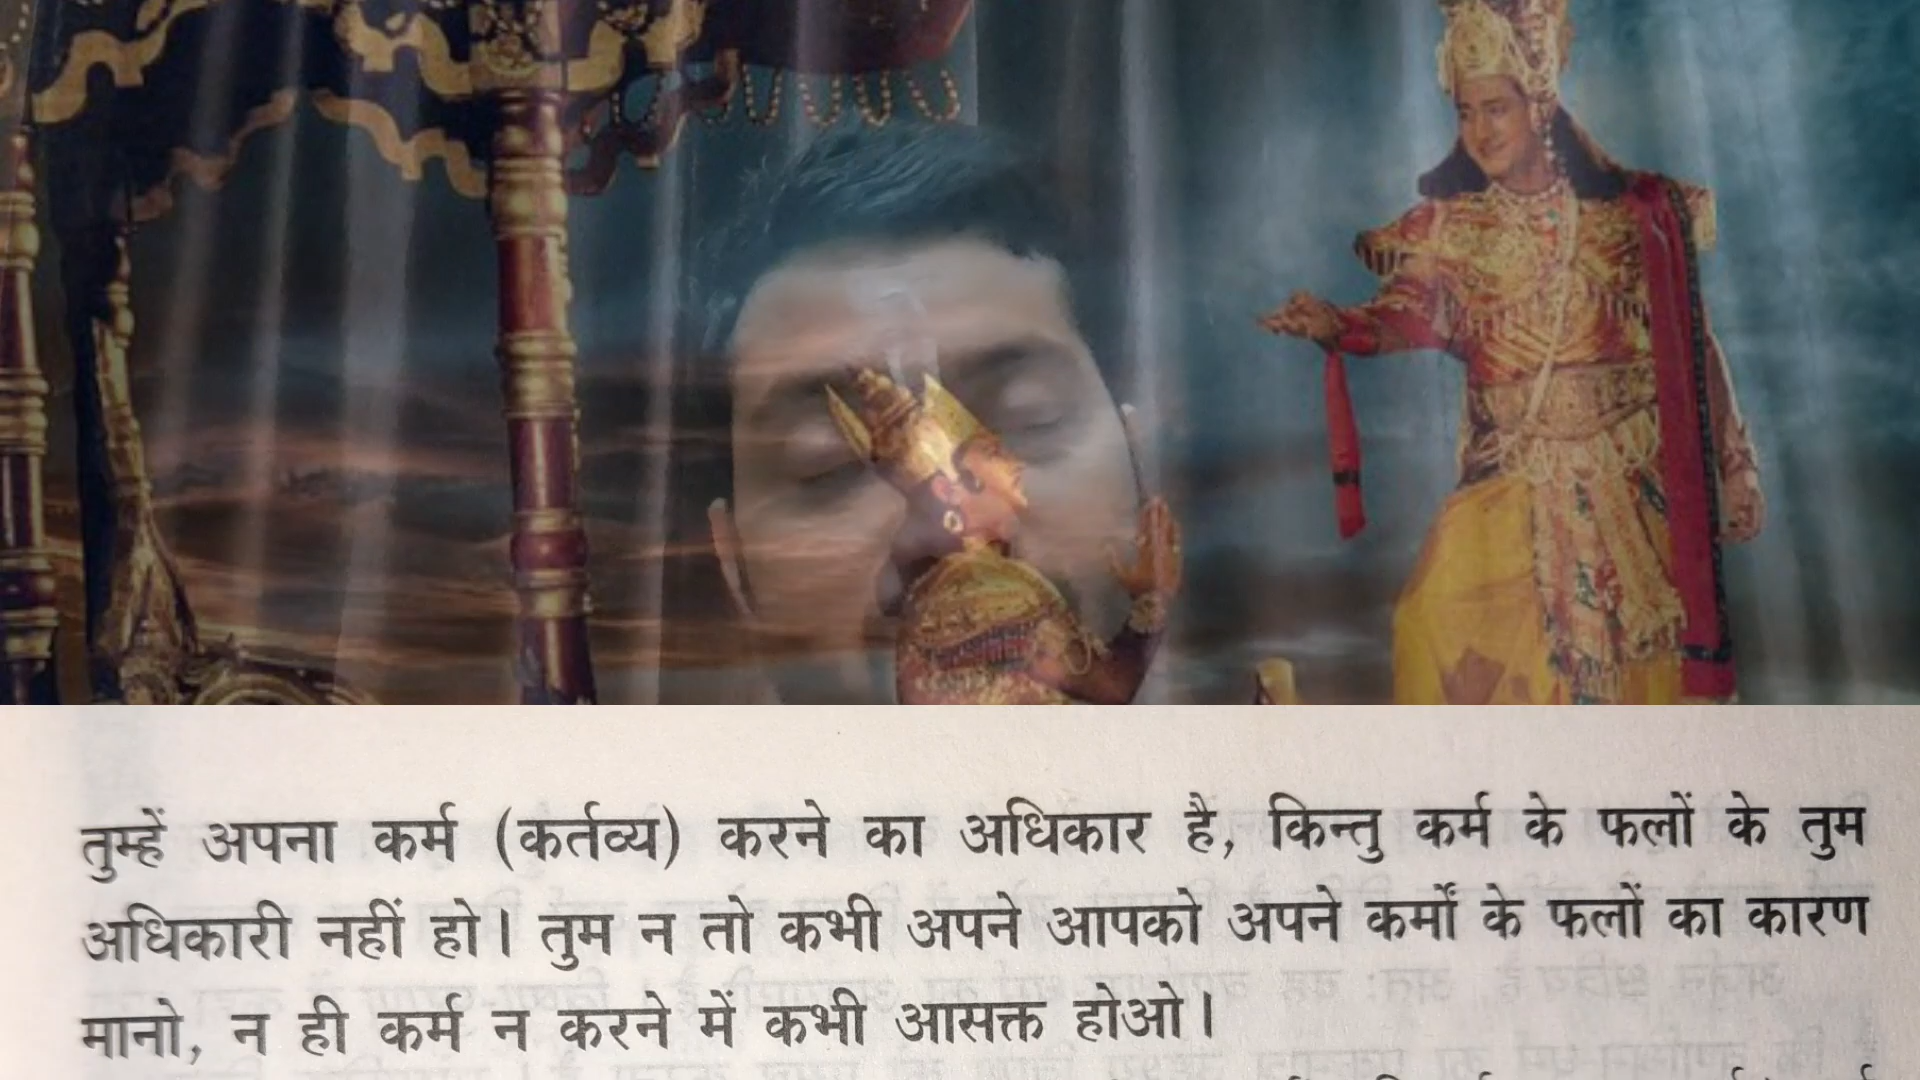 तुम्हें अपना कर्म (कर्तव्य) करने का अधिकार है, किन्तु कर्म के फलों के तुम
अधिकारी नहीं हो। तुम न तो कभी अपने आपको अपने कर्मों के फलों का कारण
मानो, न ही कर्म न करने में कभी आसक्त होओ।